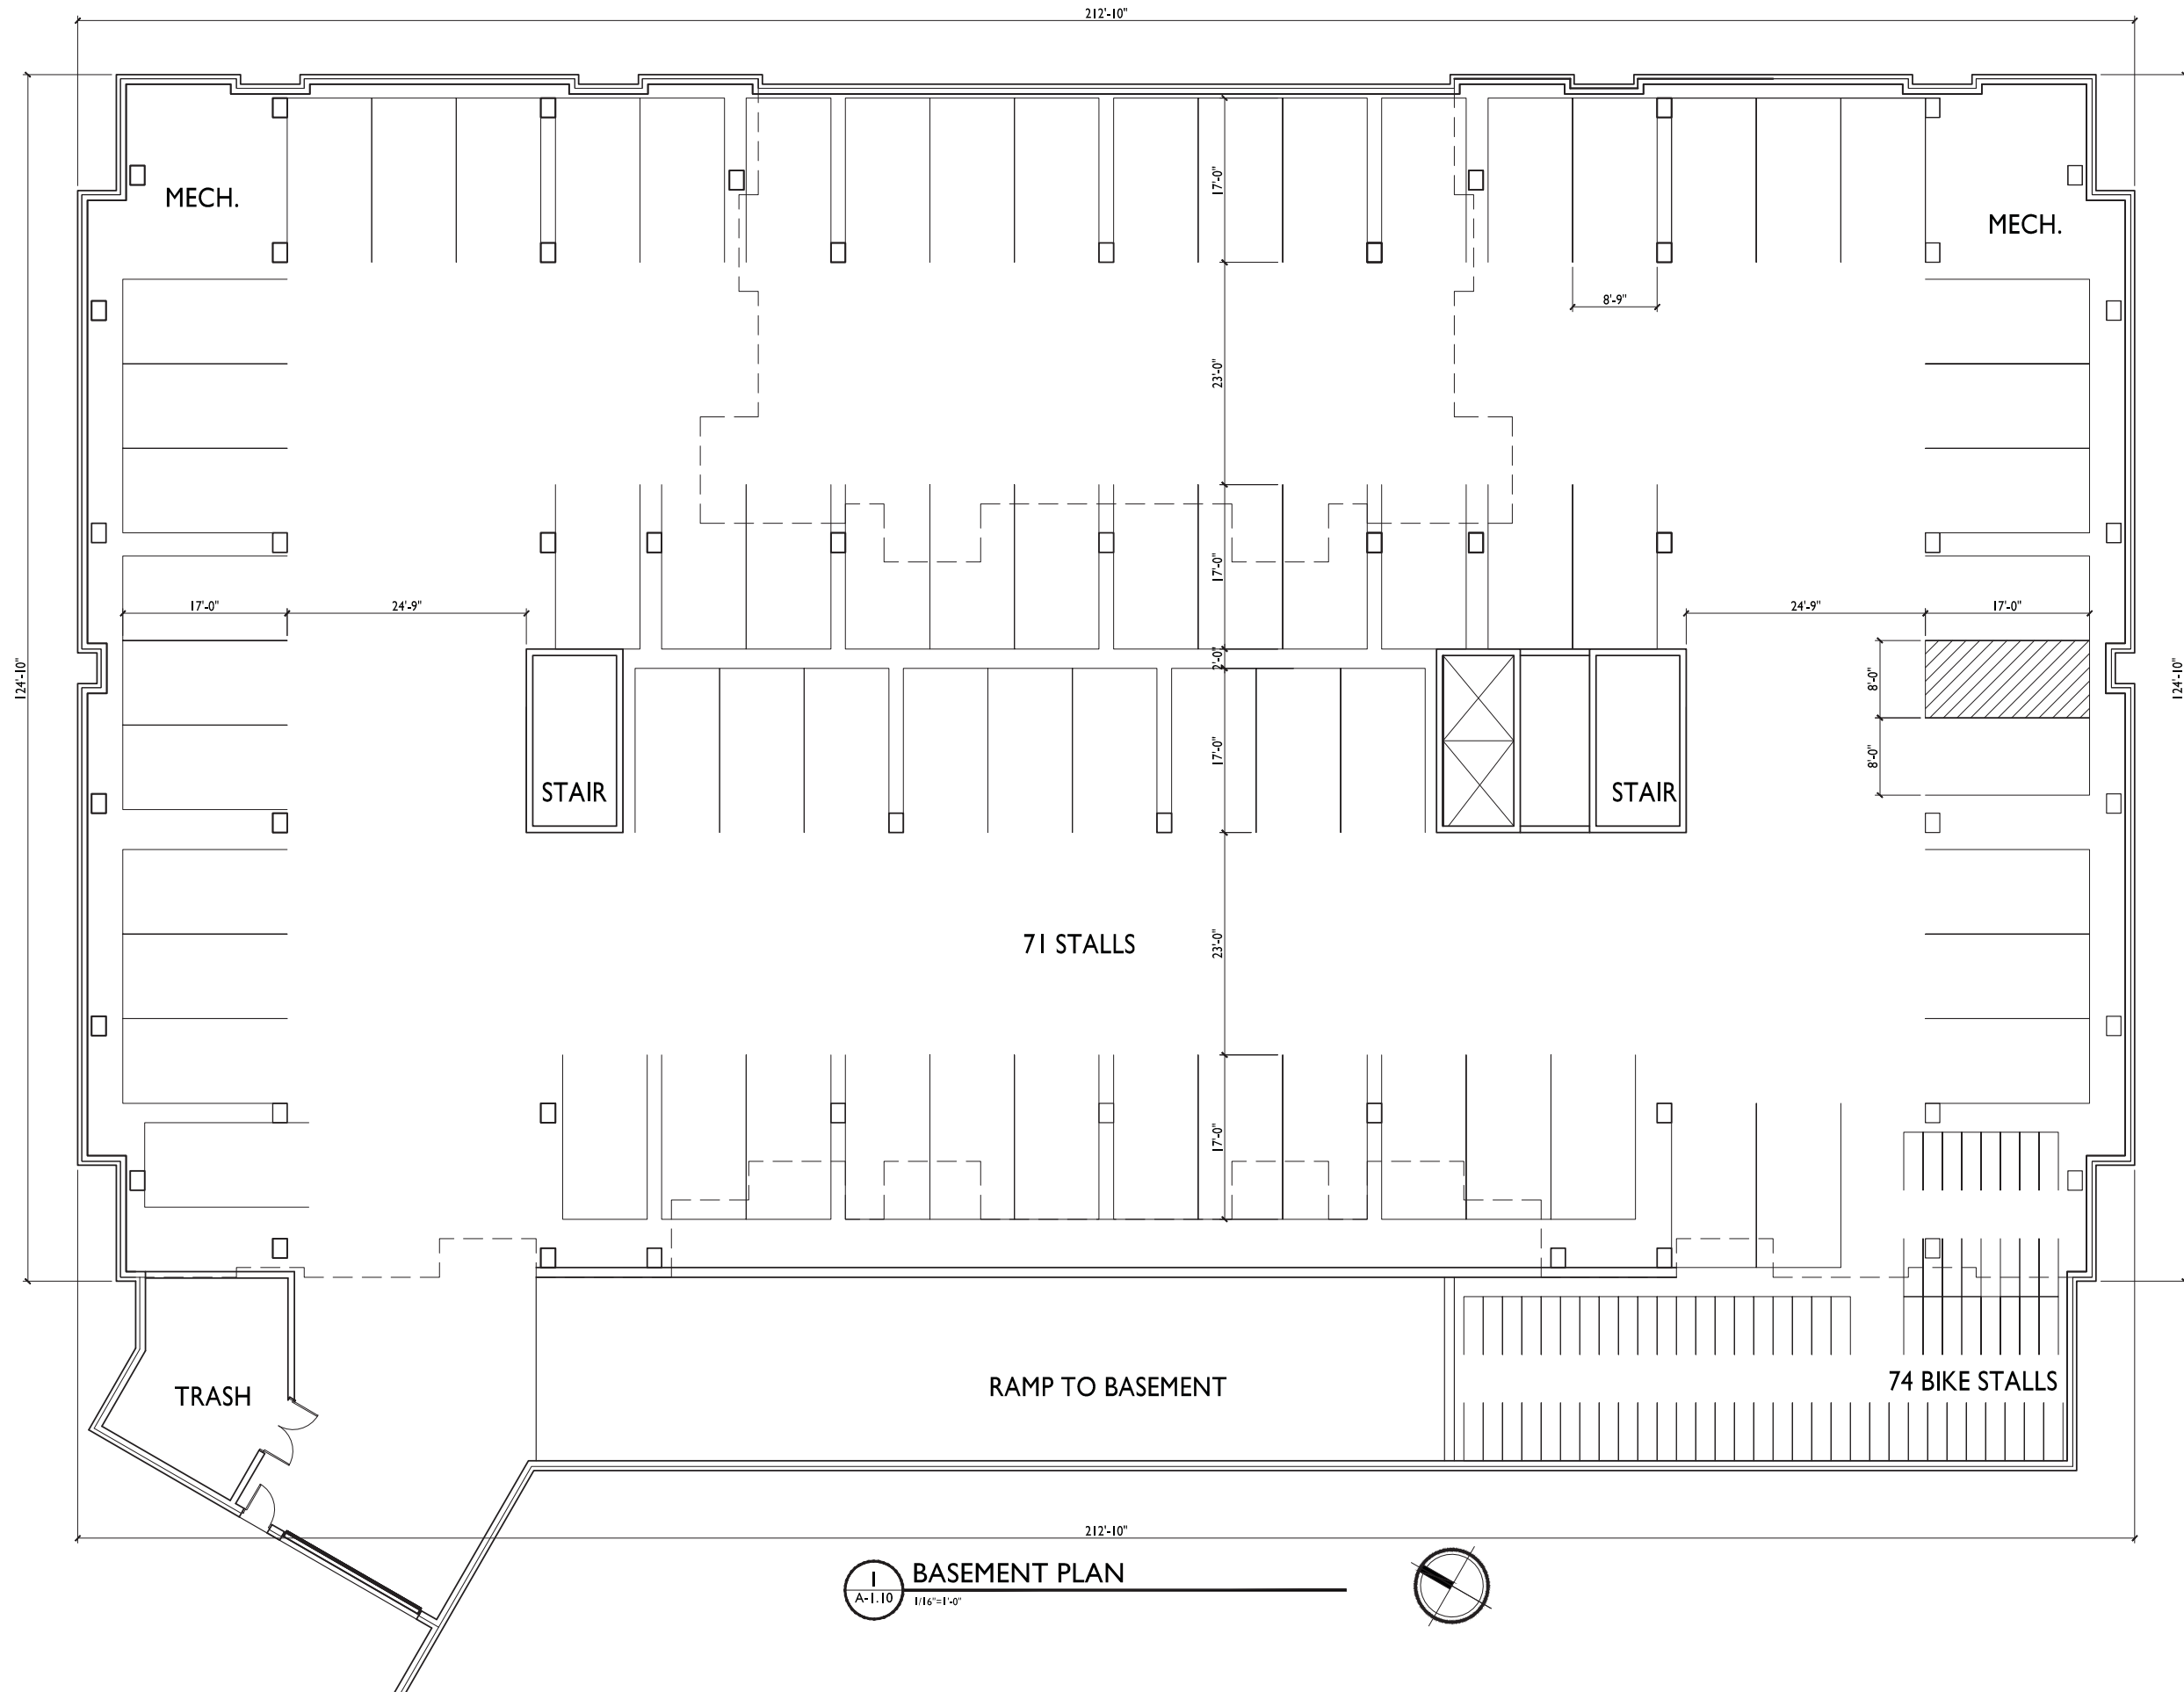 212'-10"
17'-0"
MECH.
MECH.
8'-9"
23'-0"
17'-0"
17'-0"
24'-9"
24'-9"
17'-0"
124'-10"
2'-0"
8'-0"
124'-10"
17'-0"
8'-0"
STAIR
STAIR
71 STALLS
23'-0"
17'-0"
TRASH
RAMP TO BASEMENT
74 BIKE STALLS
212'-10"
1
BASEMENT PLAN
A-1.10
1/16"=1'-0"